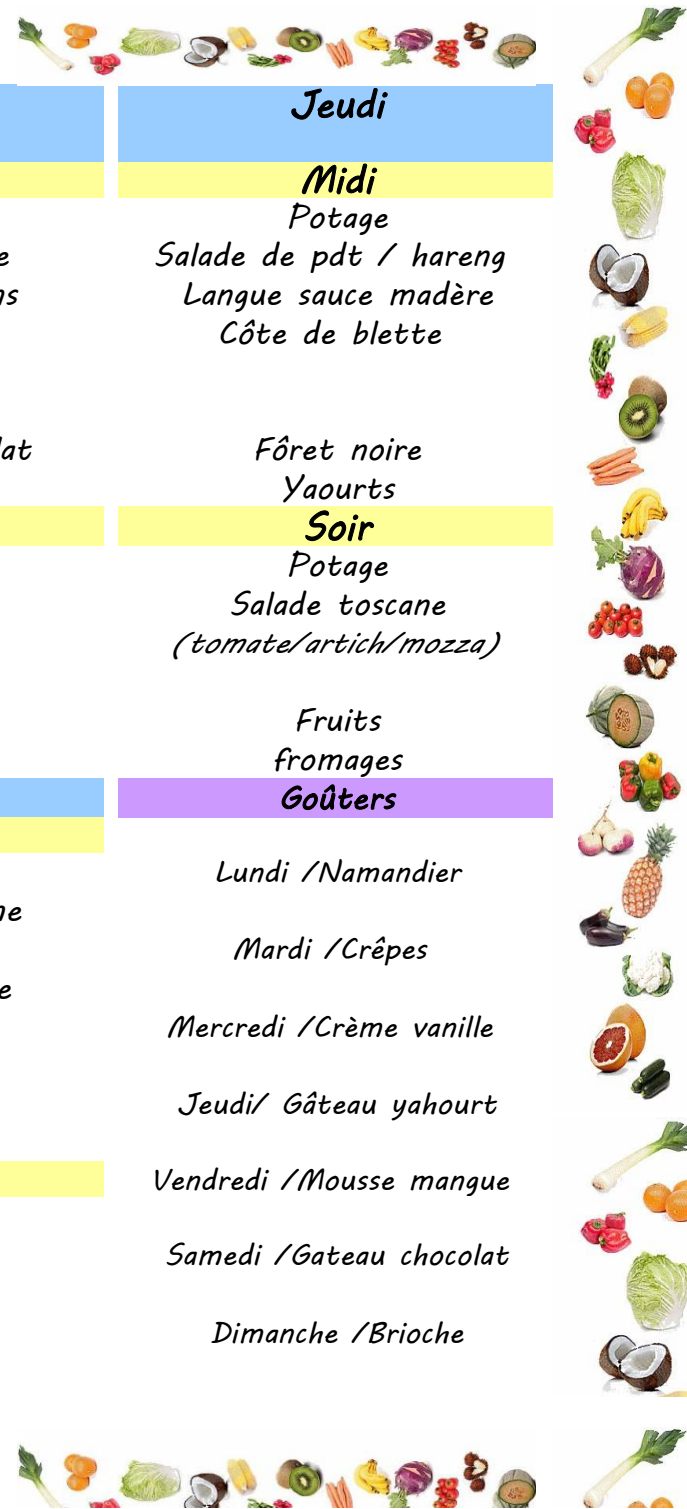 Jeudi
Midi
Potage
Salade de pdt / hareng
Langue sauce madère
Côte de blette
Fôret noire
Yaourts
Soir
Potage
Salade toscane
(tomate/artich/mozza)
Fruits
fromages
Goûters
Lundi /Namandier
Mardi /Crêpes
Mercredi /Crème vanille
Jeudi/ Gâteau yahourt
Vendredi /Mousse mangue
Samedi /Gateau chocolat
Dimanche /Brioche